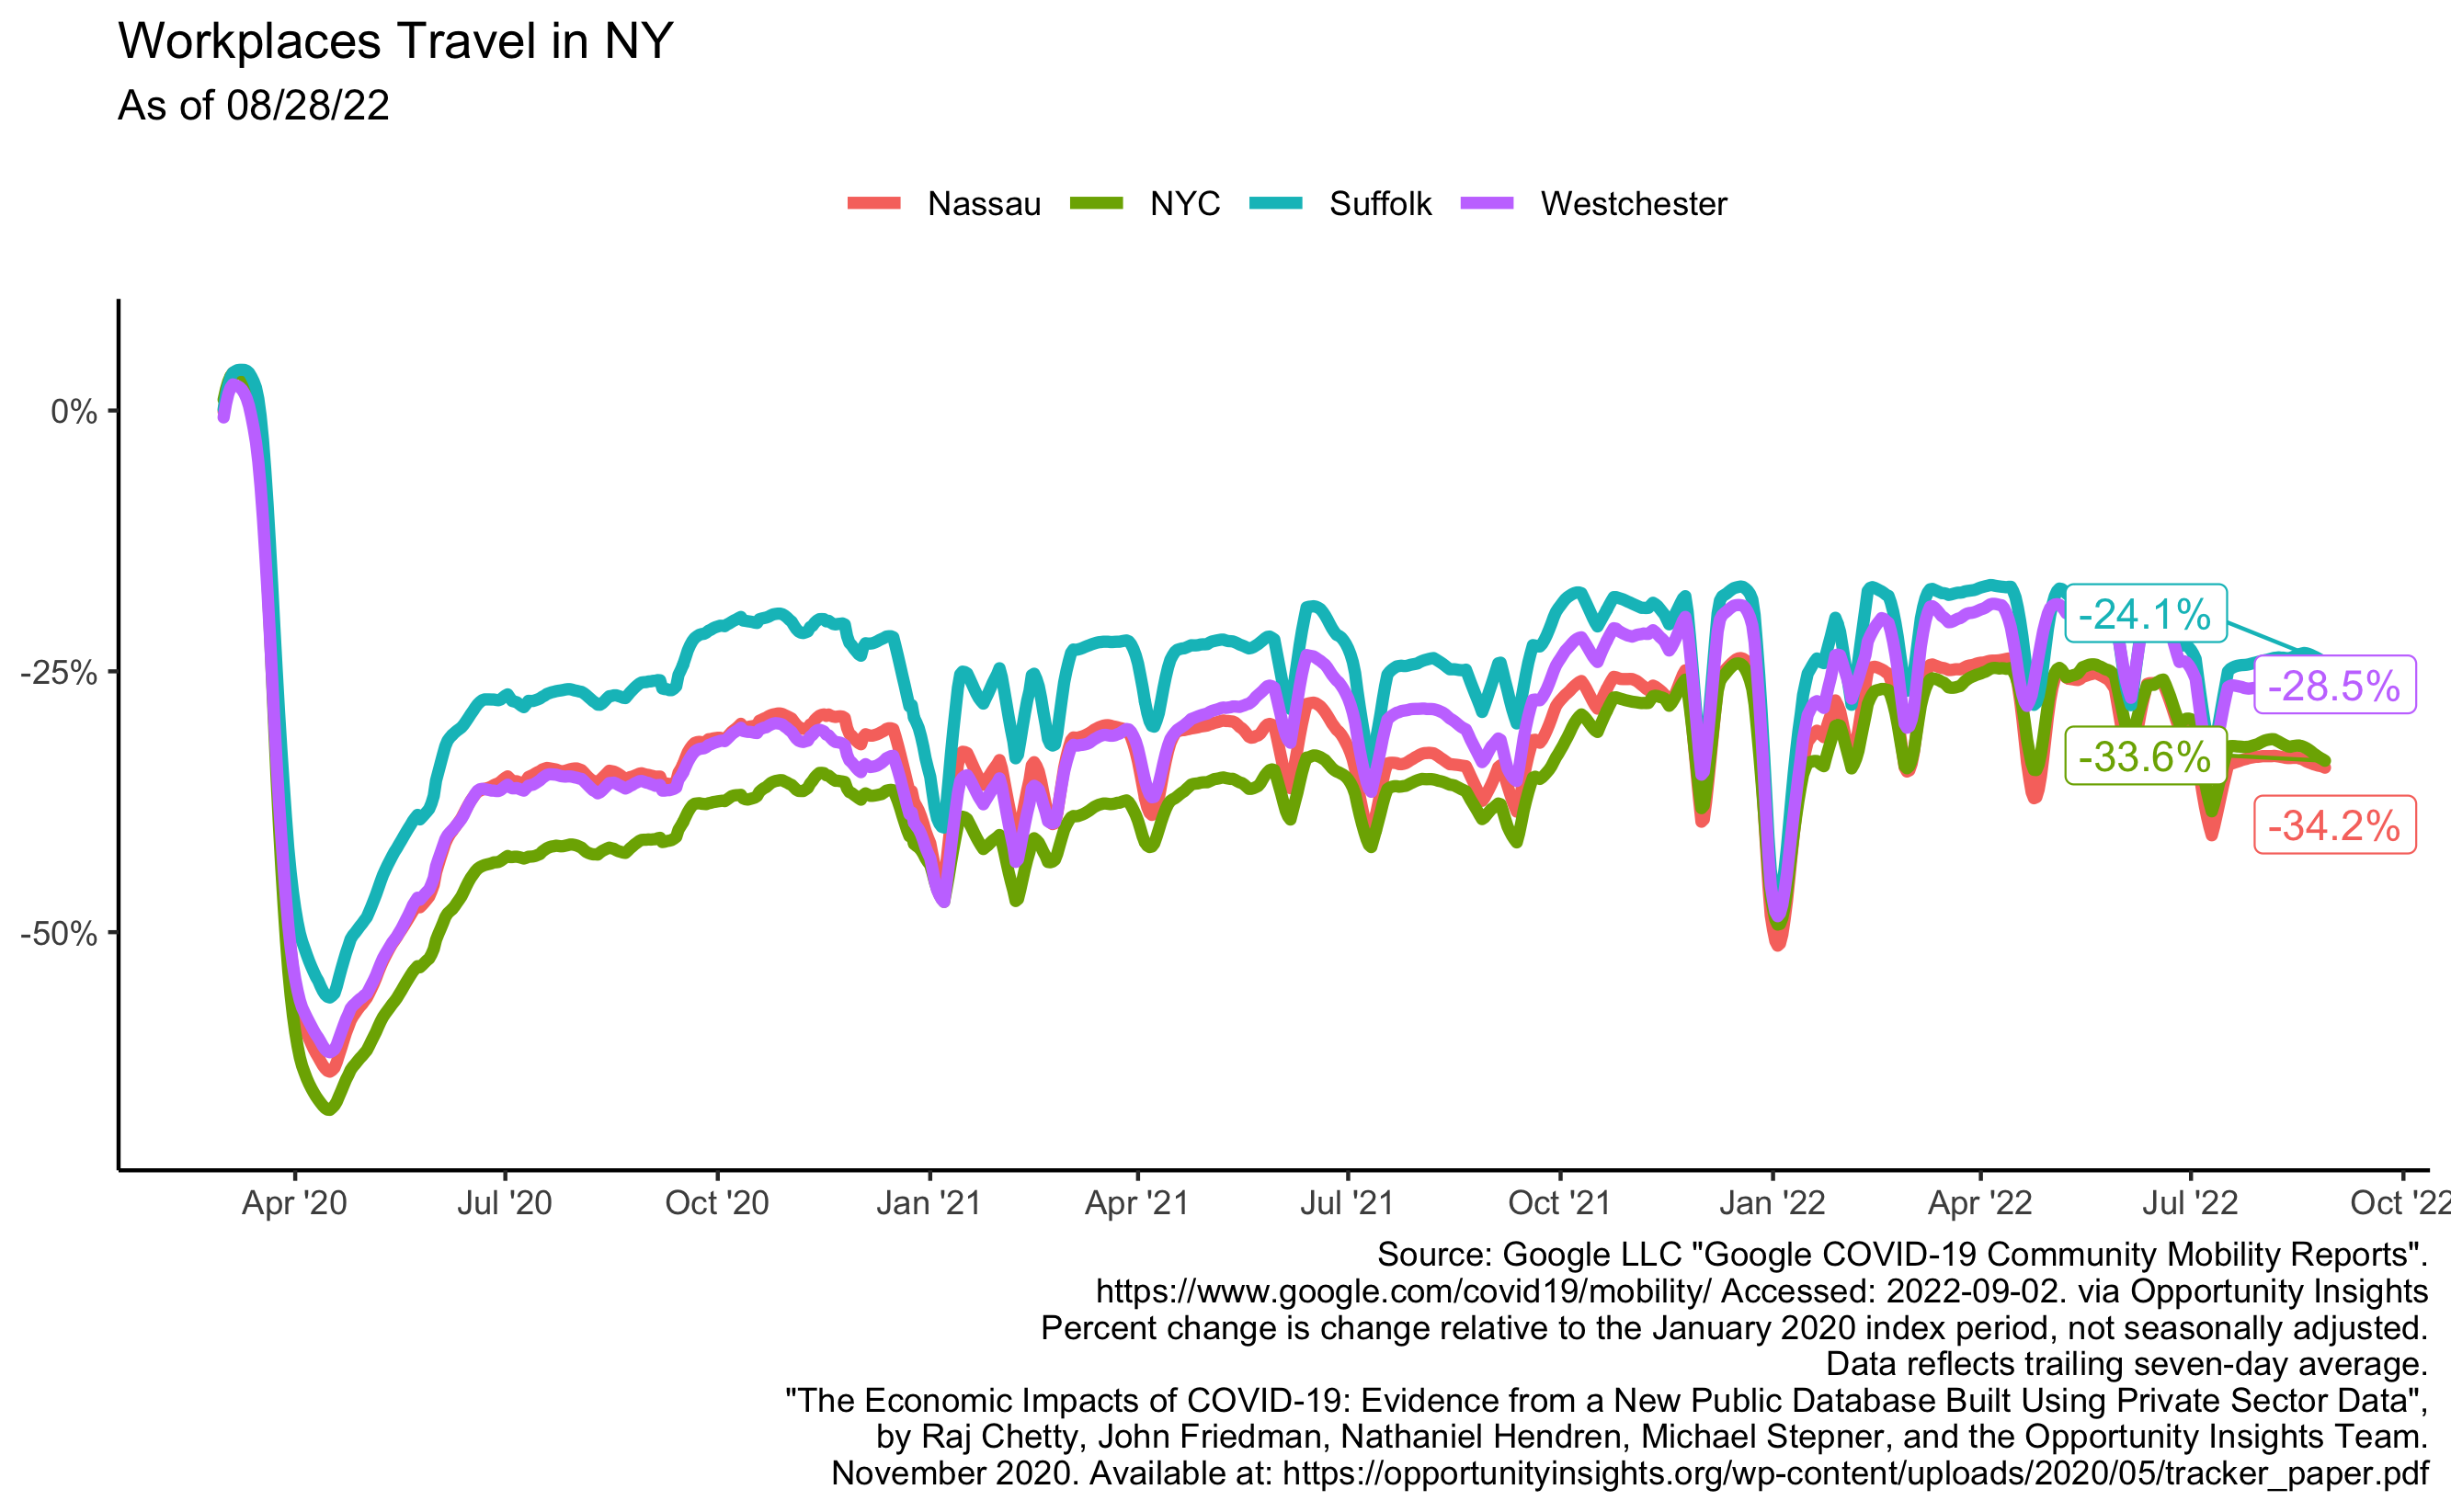 Workplaces Travel in NY
As of 08/28/22
Nassau NYC Suffolk Westchester
0%
-25%
-50%
-24.1%
-28.5%
-33.6%
-34.2%
Apr '20 Jul '20 Oct '20 Jan '21 Apr '21 Jul '21 Oct '21 Jan '22 Apr '22 Jul '22 Oct '22
Source: Google LLC "Google COVID-19 Community Mobility Reports".
https://www.google.com/covid19/mobility/ Accessed: 2022-09-02. via Opportunity Insights
Percent change is change relative to the January 2020 index period, not seasonally adjusted.
Data reflects trailing seven-day average.
"The Economic Impacts of COVID-19: Evidence from a New Public Database Built Using Private Sector Data",
by Raj Chetty, John Friedman, Nathaniel Hendren, Michael Stepner, and the Opportunity Insights Team.
November 2020. Available at: https://opportunityinsights.org/wp-content/uploads/2020/05/tracker_paper.pdf